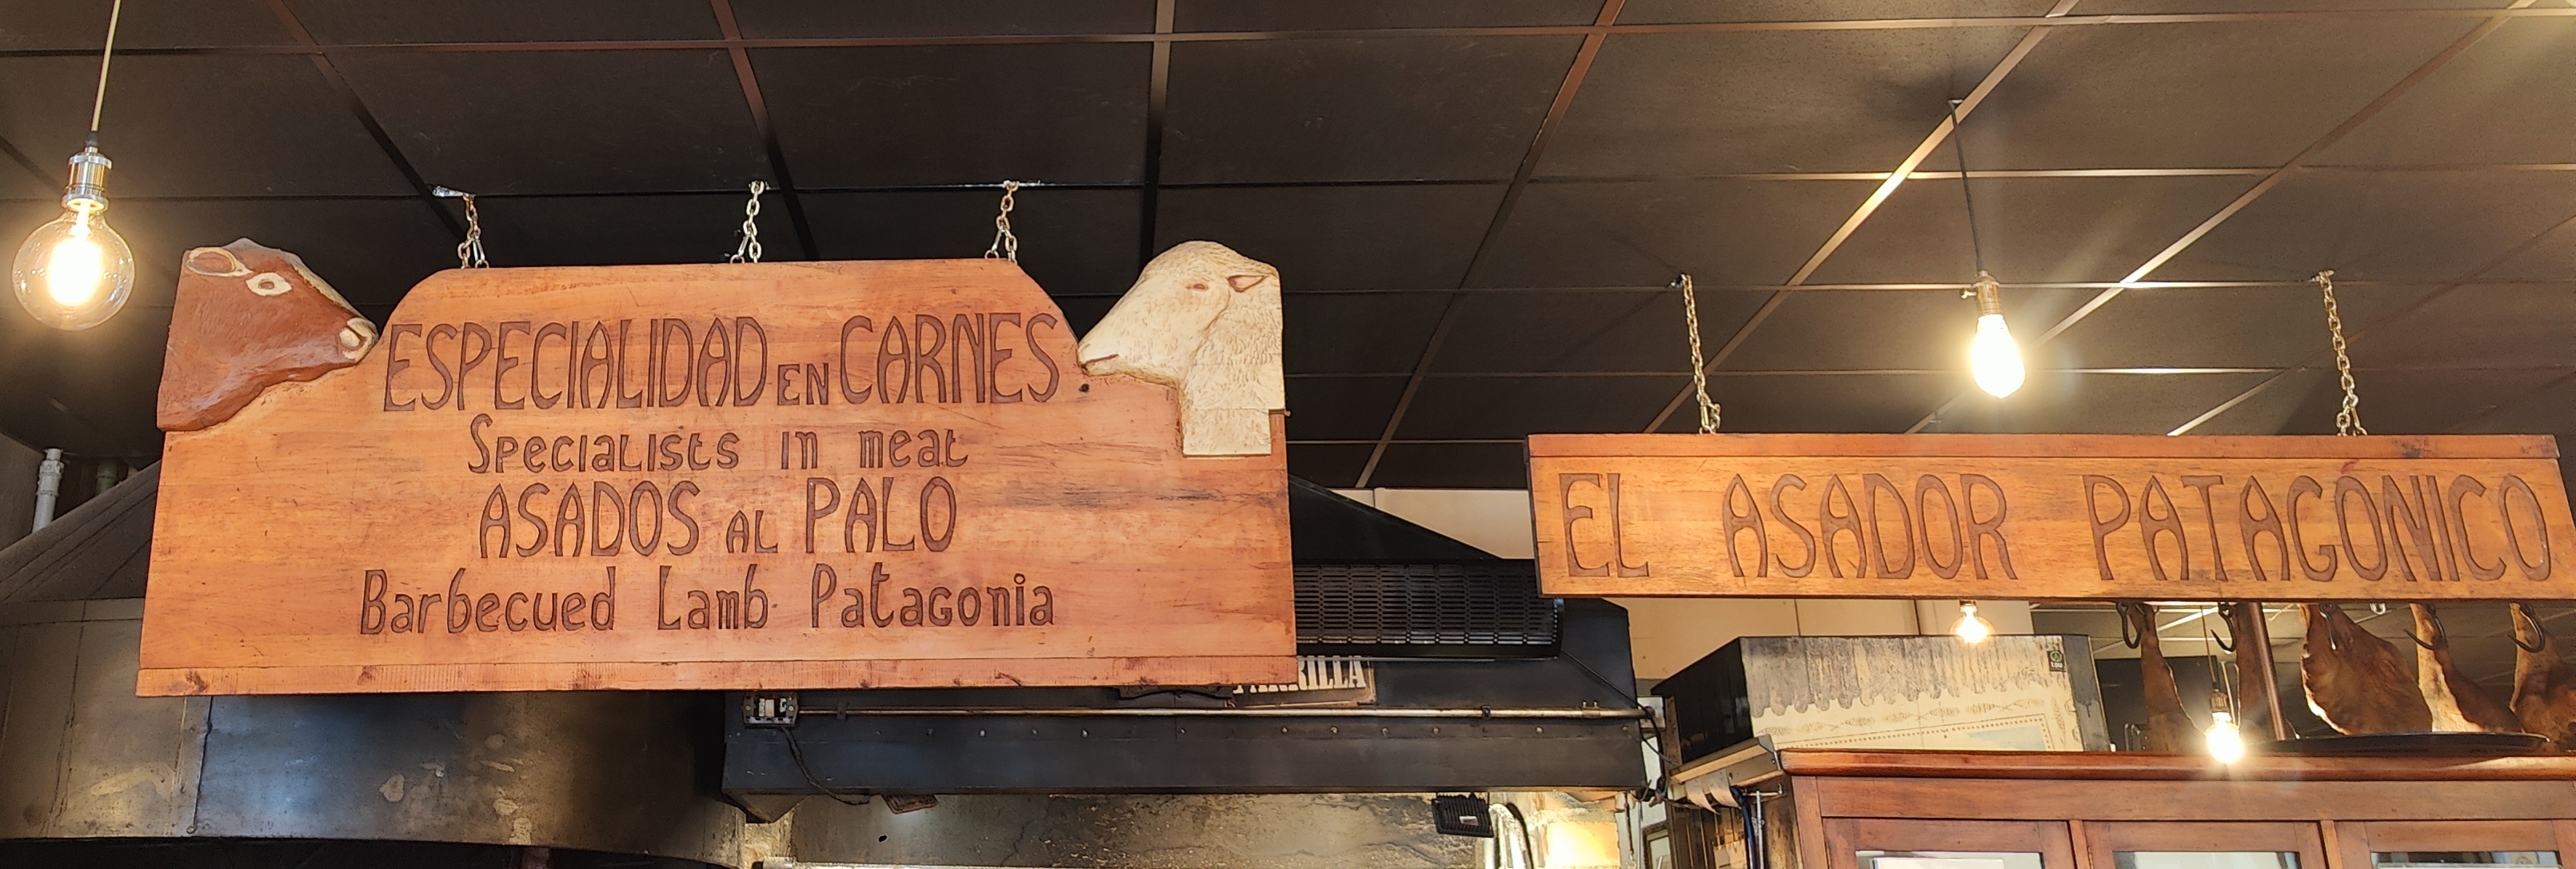 ESPECIALIDAD EN CARNES
Specialists in meat
ASADOS AL PALO
Barbecued Lamb Patagonia
EL ASADOR PATAGONICO